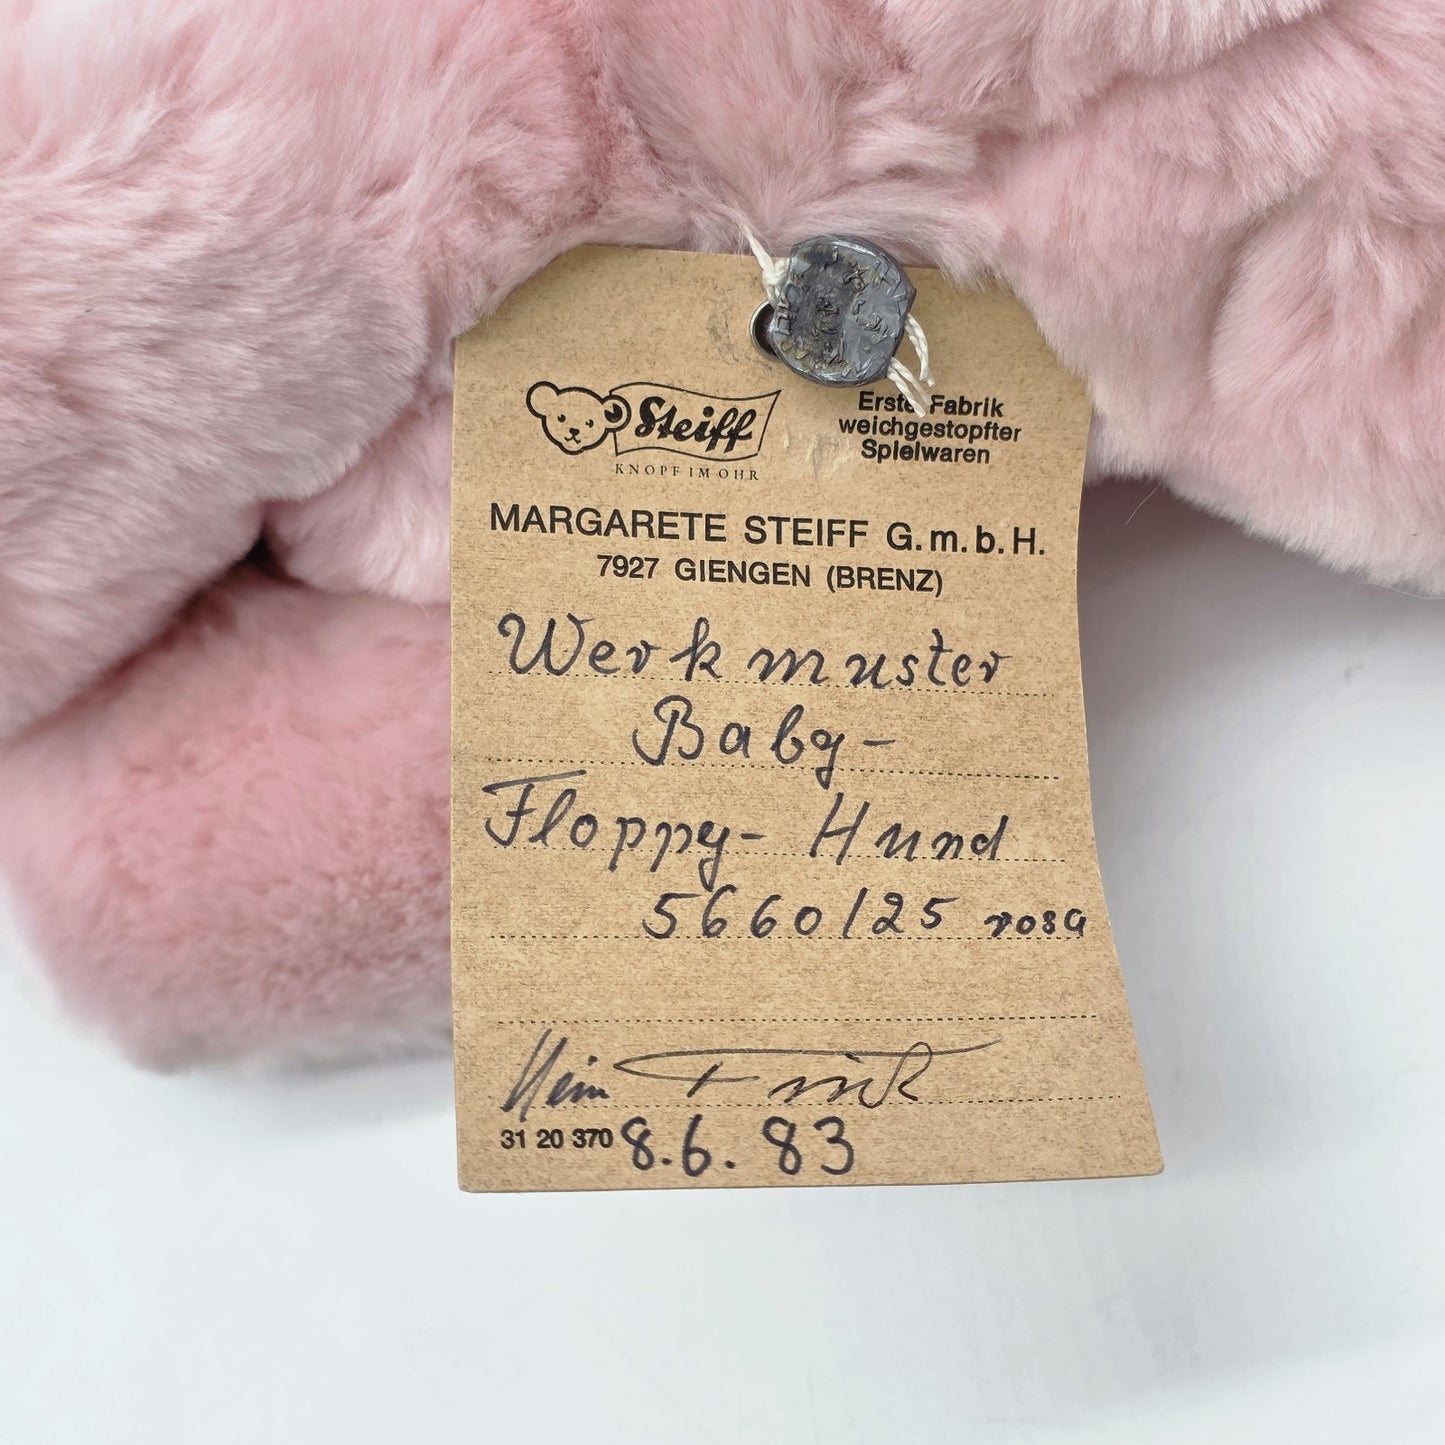 Steiff
KNOPF IM OHR
Erste Fabrik
weichgestopfter
Spielwaren
MARGARETE STEIFF G.m.b.H.
7927 GIENGEN (BRENZ)
Werkmuster
Baby-
Floppy-Hund
5660/25 rosa
31 20 370 8.6.83